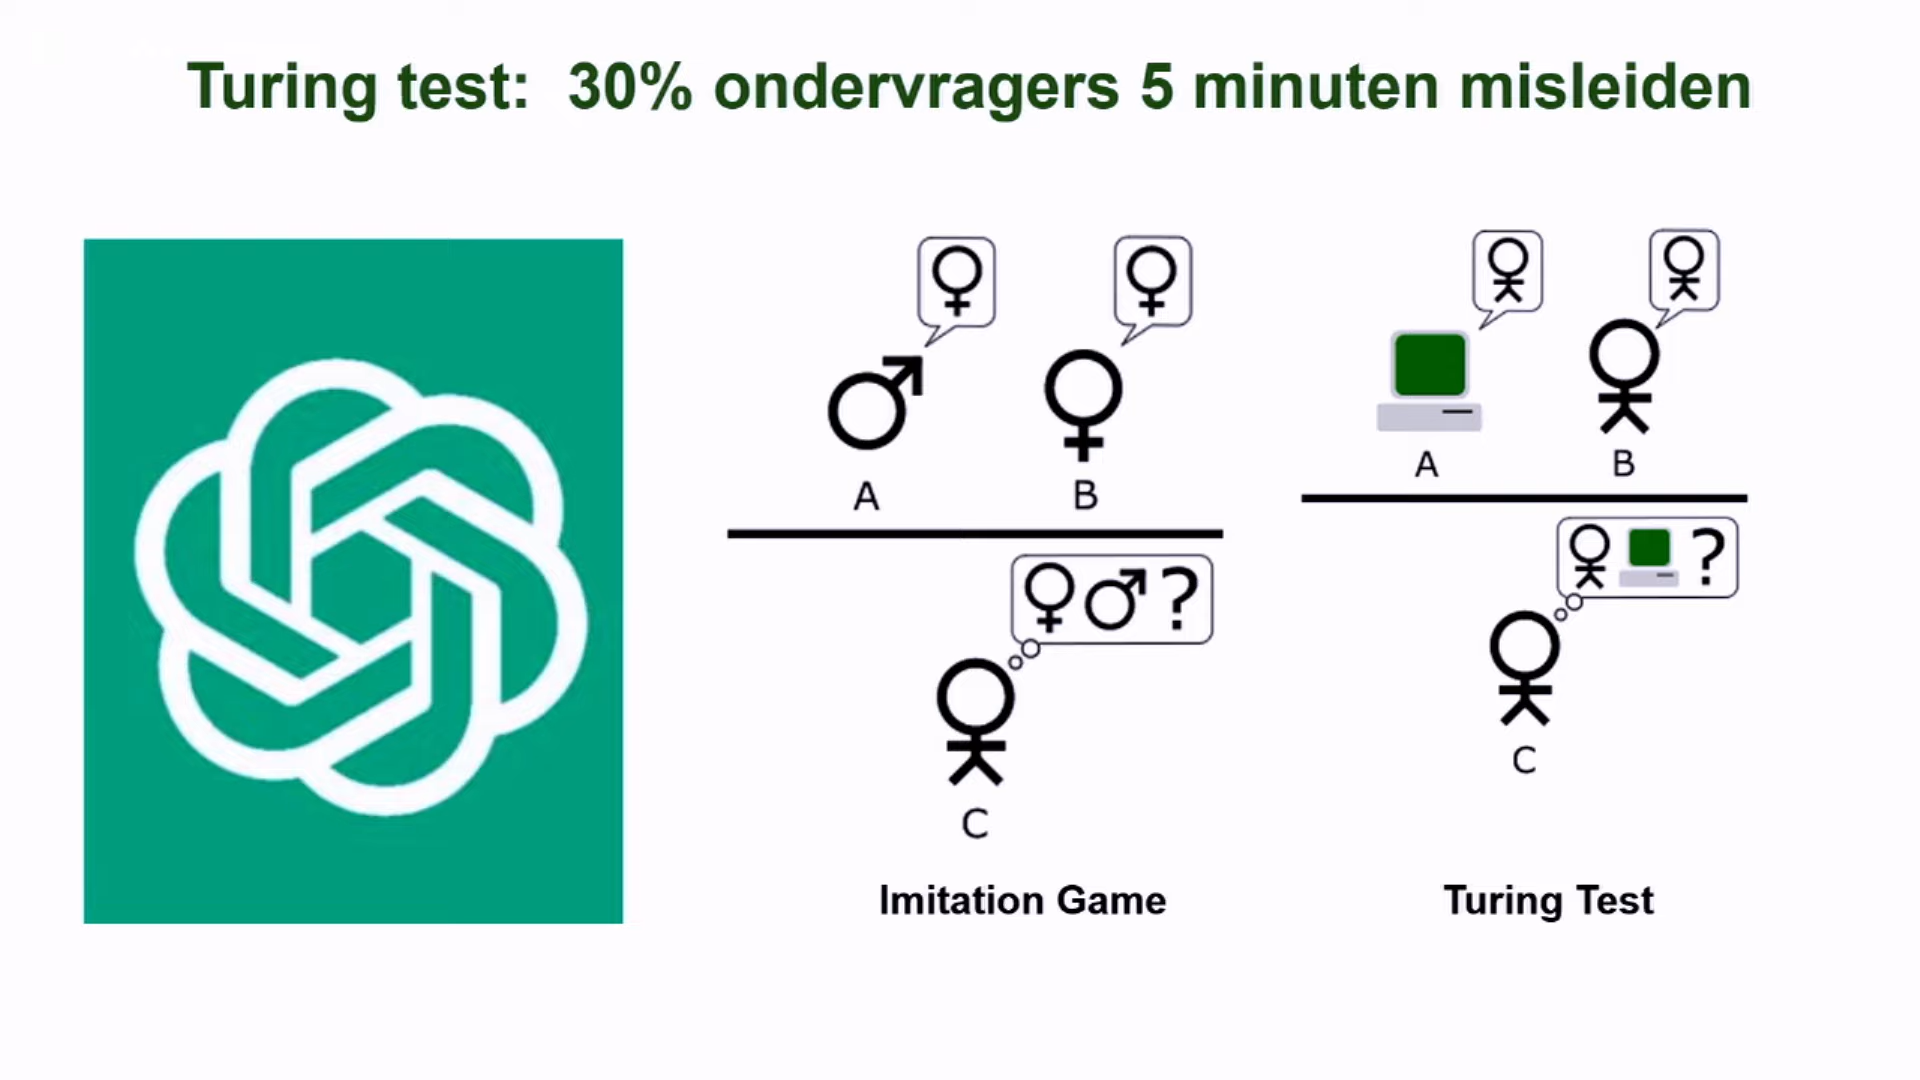 Turing test: 30% ondervragers 5 minuten misleiden
A B
?
C
Imitation Game
A B
?
C
Turing Test